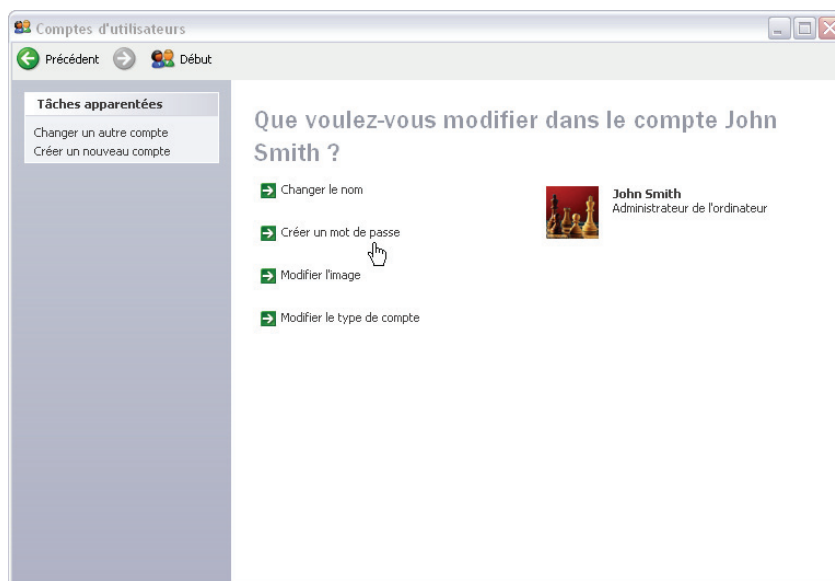 Comptes d'utilisateurs
Précédent
Début
Tâches apparentées
Changer un autre compte
Créer un nouveau compte
Que voulez-vous modifier dans le compte John
Smith ?
Changer le nom
Créer un mot de passe
Modifier l'image
Modifier le type de compte
John Smith
Administrateur de l'ordinateur